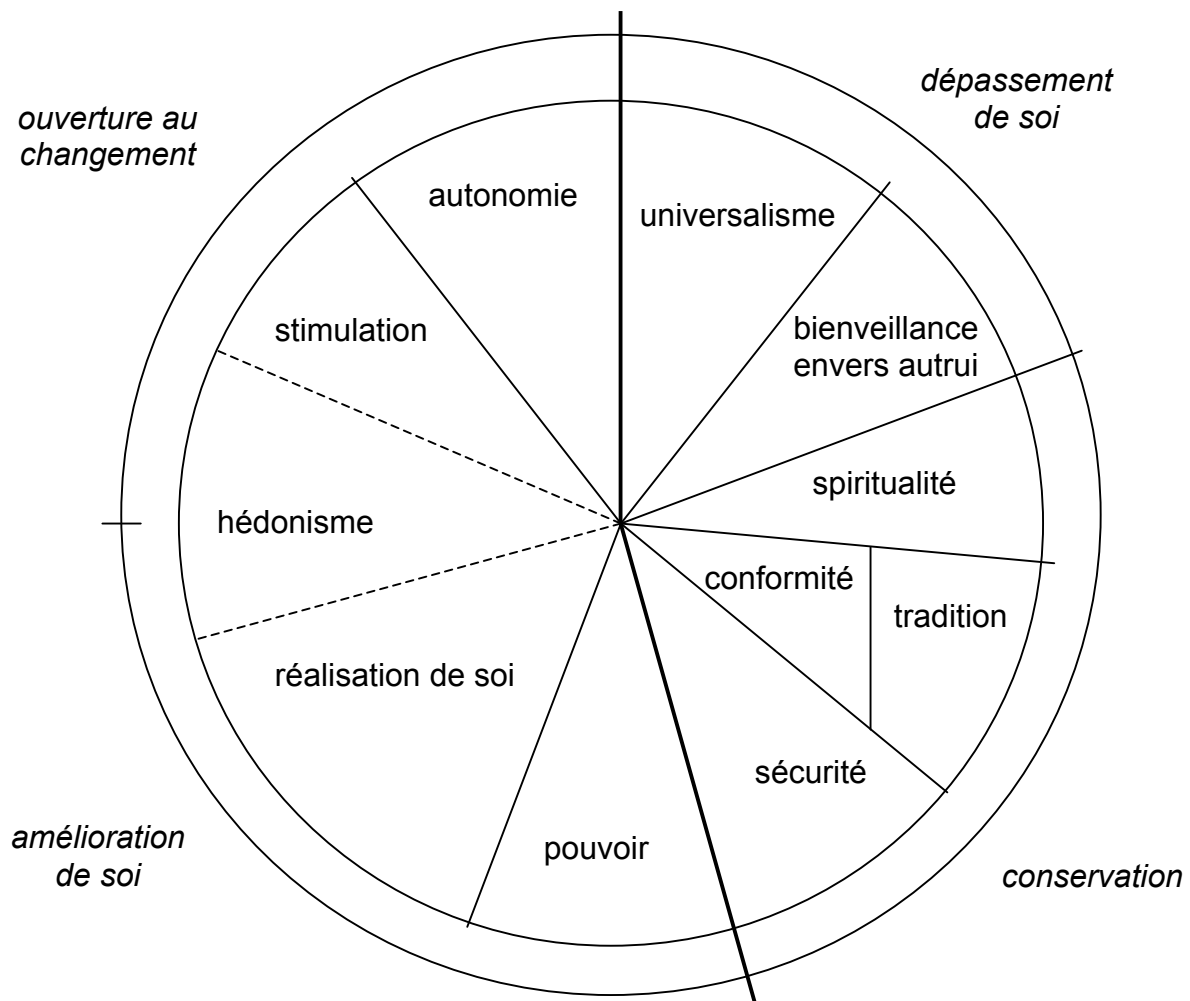 dépassement
de soi
ouverture au
changement
autonomie
universalisme
stimulation
bienveillance
envers autrui
spiritualité
hédonisme
conformité
tradition
réalisation de soi
sécurité
pouvoir
amélioration
de soi
conservation